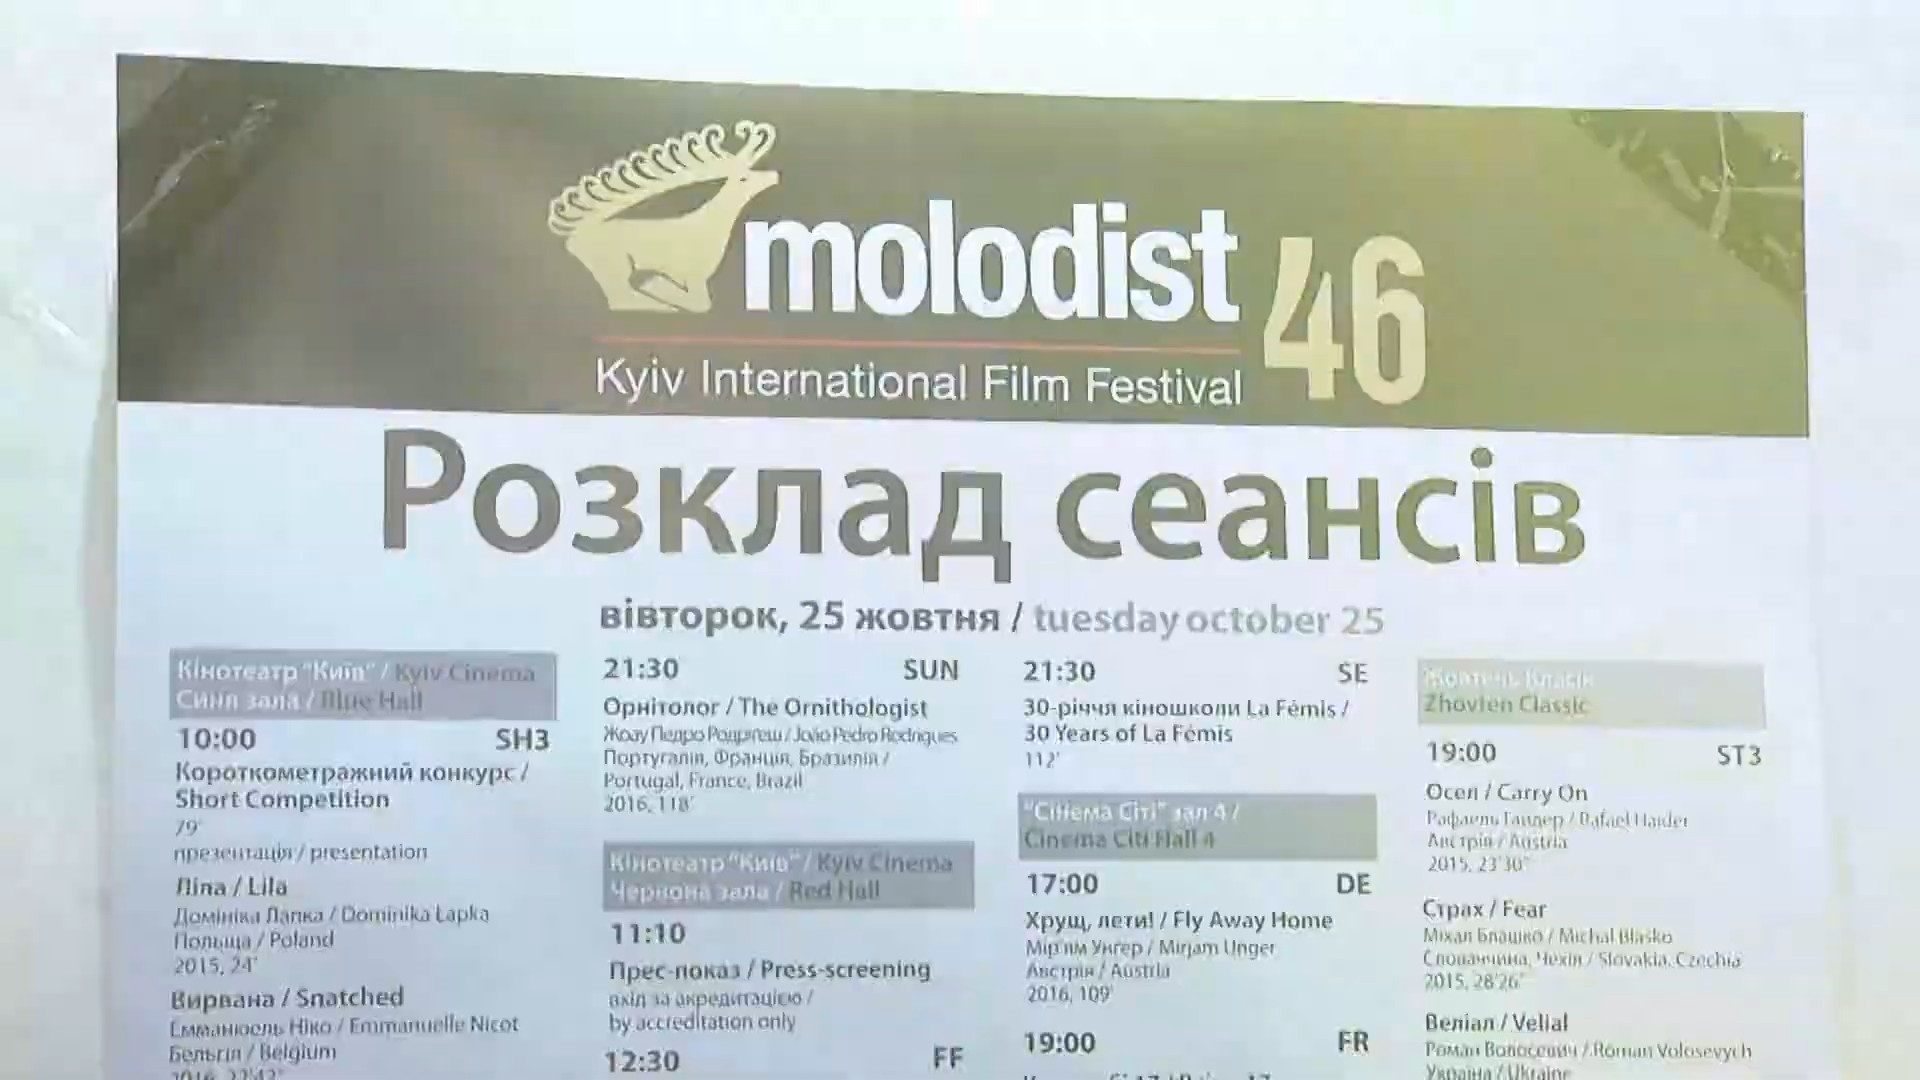 molodist 46
Kyiv International Film Festival
Розклад сеансів
вівторок, 25 жовтня / tuesday october 25
Кінотеатр "Київ" / Kyiv Cinema
Синя зала / Blue Hall
10:00 SH3
Короткометражний конкурс /
Short Competition
79'
презентація / presentation
Ліла / Lila
Домініка Лапка / Dominika Łapka
Польща / Poland
2015, 24'
Вирвана / Snatched
Еммануель Ніко / Emmanuelle Nicot
Бельгія / Belgium
21:30 SUN
Орнітолог / The Ornithologist
Жоау Педро Родрігеш / João Pedro Rodrigues
Португалія, Франція, Бразилія /
Portugal, France, Brazil
2016, 118'
Кінотеатр "Київ" / Kyiv Cinema
Червона зала / Red Hall
11:10
Прес-показ / Press-screening
вхід за акредитацією /
by accreditation only
12:30 FF
21:30 SE
30-річчя кіношколи La Fémis /
30 Years of La Fémis
112'
"Сінема Сіті" зал 4 /
Cinema Citi Hall 4
17:00 DE
Хрущ, лети! / Fly Away Home
Мір'ям Унгер / Mirjam Unger
Австрія / Austria
2016, 109'
19:00 FR
Жовтень Класік
Zhovten Classic
19:00 ST3
Осел / Carry On
Рафаель Гайдер / Rafael Haider
Австрія / Austria
2015, 23'30"
Страх / Fear
Міхал Блашко / Michal Blaško
Словаччина, Чехія / Slovakia, Czechia
2015, 28'26"
Веліал / Velial
Роман Волосевич / Roman Volosevych
Україна / Ukraine